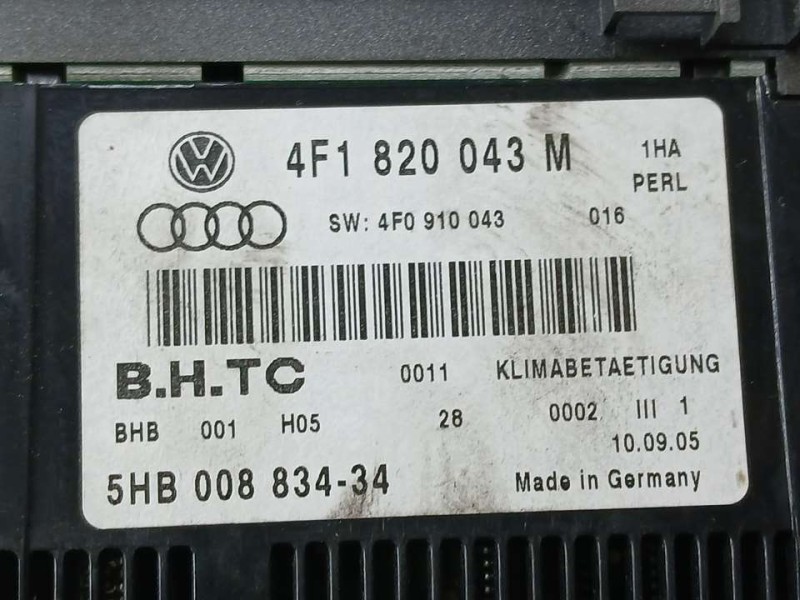 4F1 820 043 M 1HA
PERL
SW: 4F0 910 043 016
B.H.TC 0011 KLIMABETAETIGUNG
BHB 001 H05 28 0002 III 1
10.09.05
5HB 008 834-34 Made in Germany